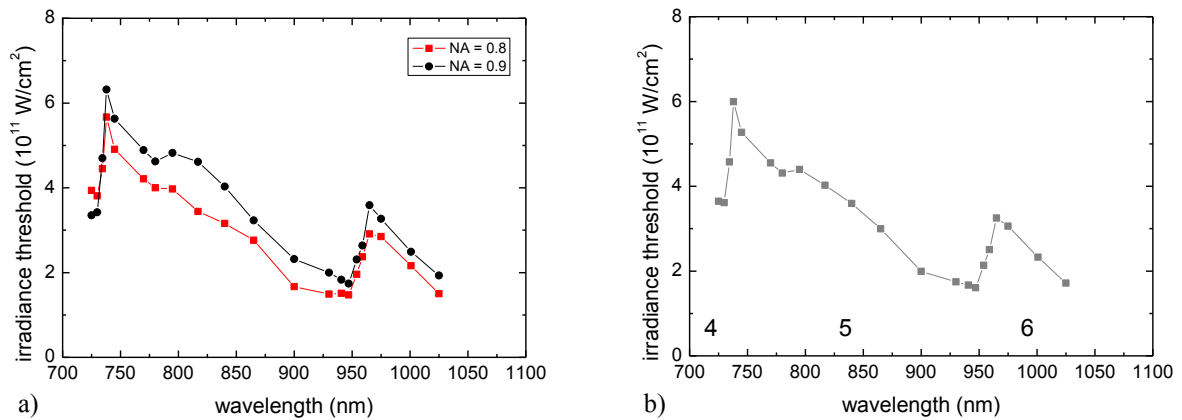 8
6
4
2
0
irradiance threshold (10¹¹ W/cm²)
NA = 0.8
NA = 0.9
700 750 800 850 900 950 1000 1050 1100
wavelength (nm)
a)
8
6
4
2
0
irradiance threshold (10¹¹ W/cm²)
4 5 6
700 750 800 850 900 950 1000 1050 1100
wavelength (nm)
b)